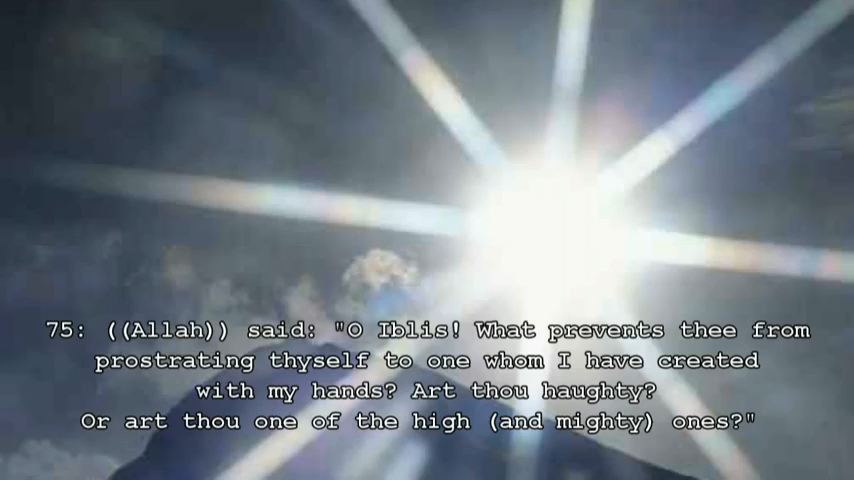 75: ((Allah)) said: "O Iblis! What prevents thee from
prostrating thyself to one whom I have created
with my hands? Art thou haughty?
Or art thou one of the high (and mighty) ones?"